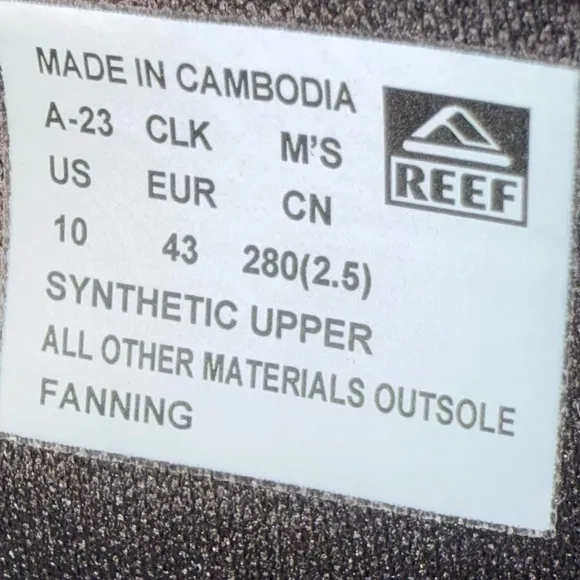 MADE IN CAMBODIA
A-23 CLK M'S
US EUR CN
10 43 280(2.5)
SYNTHETIC UPPER
ALL OTHER MATERIALS OUTSOLE
FANNING
REEF